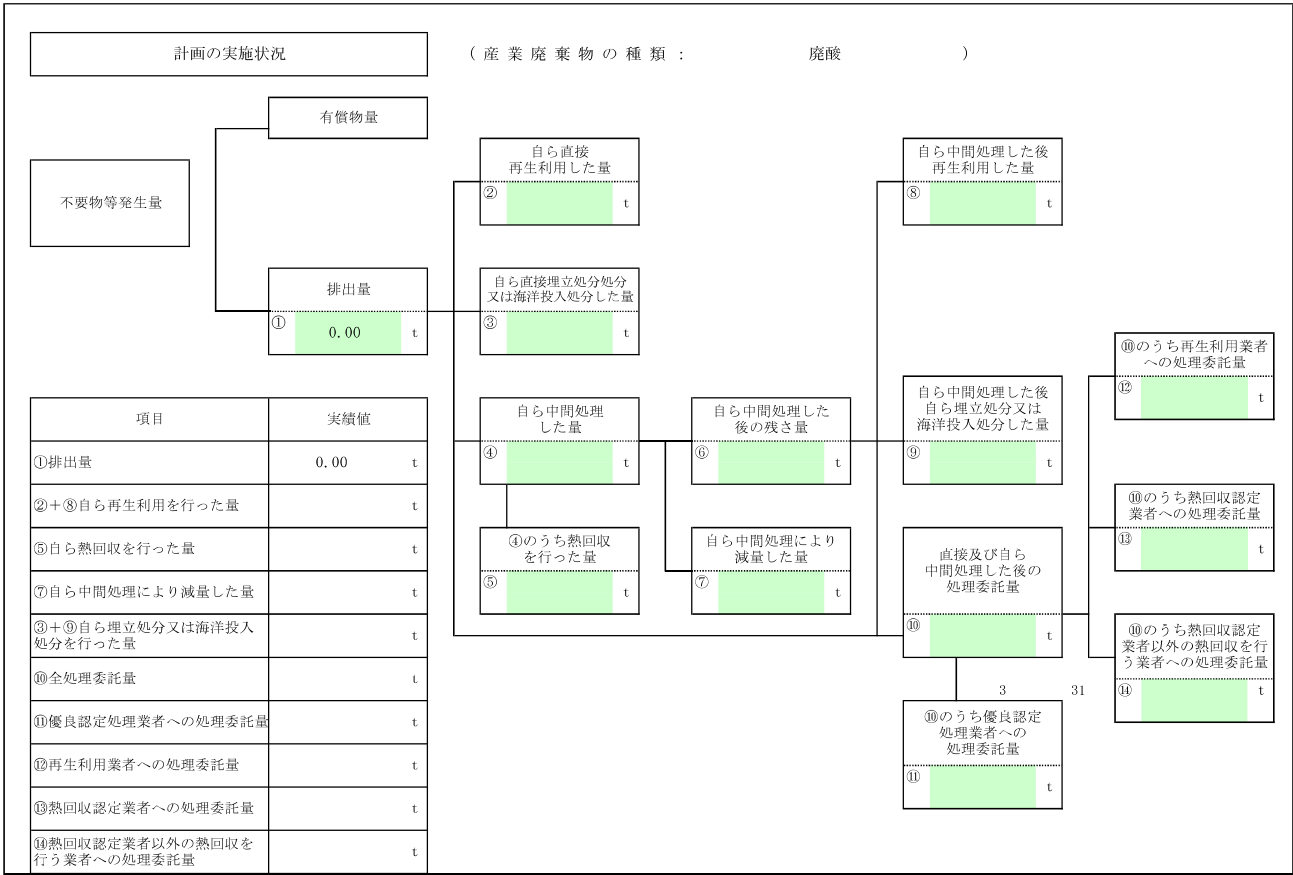 計画の実施状況
（産業廃棄物の種類： 廃酸 ）
有償物量
不要物等発生量
排出量
① 0.00 t
自ら直接
再生利用した量
② t
自ら直接埋立処分処分
又は海洋投入処分した量
③ t
自ら中間処理した後
再生利用した量
⑧ t
自ら中間処理
した量
④ t
④のうち熱回収
を行った量
⑤ t
自ら中間処理した
後の残さ量
⑥ t
自ら中間処理により
減量した量
⑦ t
自ら中間処理した後
自ら埋立処分又は
海洋投入処分した量
⑨ t
直接及び自ら
中間処理した後の
処理委託量
⑩ t
3 31
⑩のうち優良認定
処理業者への
処理委託量
⑪ t
⑩のうち再生利用業者
への処理委託量
⑫ t
⑩のうち熱回収認定
業者への処理委託量
⑬ t
⑩のうち熱回収認定
業者以外の熱回収を行
う業者への処理委託量
⑭ t
項目 実績値
①排出量 0.00 t
②＋⑧自ら再生利用を行った量 t
⑤自ら熱回収を行った量 t
⑦自ら中間処理により減量した量 t
③＋⑨自ら埋立処分又は海洋投入
処分を行った量 t
⑩全処理委託量 t
⑪優良認定処理業者への処理委託量 t
⑫再生利用業者への処理委託量 t
⑬熱回収認定業者への処理委託量 t
⑭熱回収認定業者以外の熱回収を
行う業者への処理委託量 t